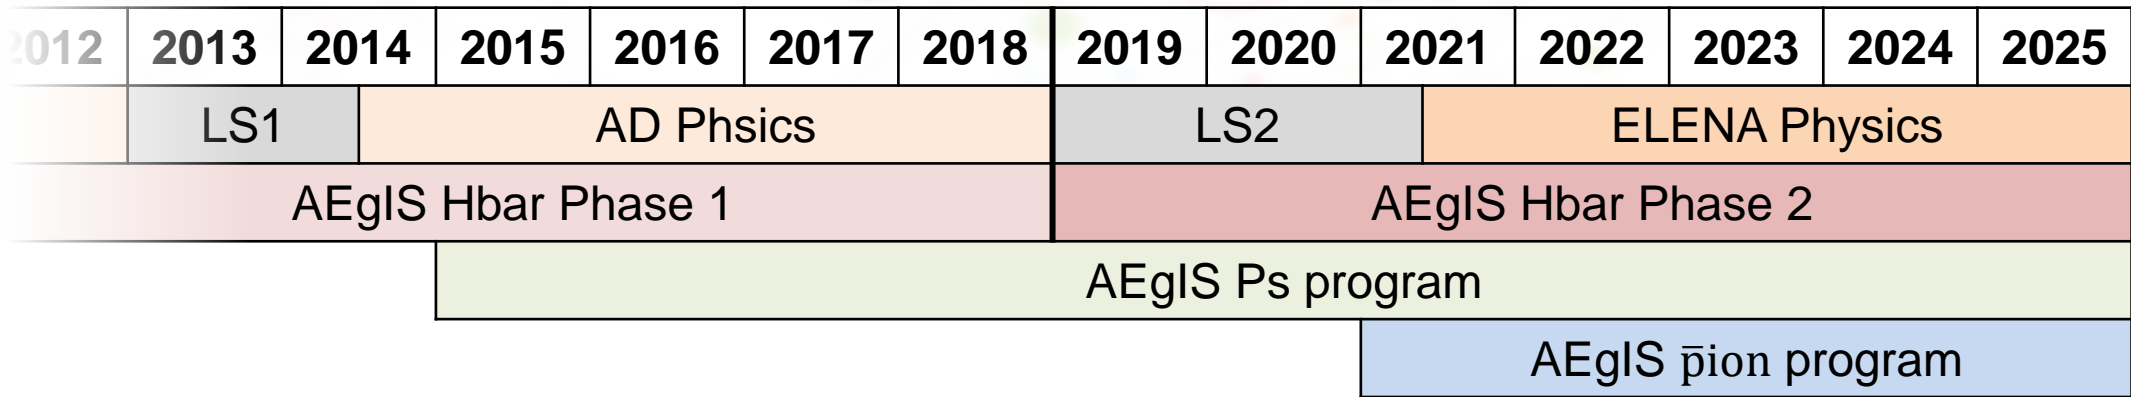 2012 2013 2014 2015 2016 2017 2018 2019 2020 2021 2022 2023 2024 2025
LS1 AD Phsics LS2 ELENA Physics
AEgIS Hbar Phase 1 AEgIS Hbar Phase 2
AEgIS Ps program
AEgIS p̅ion program